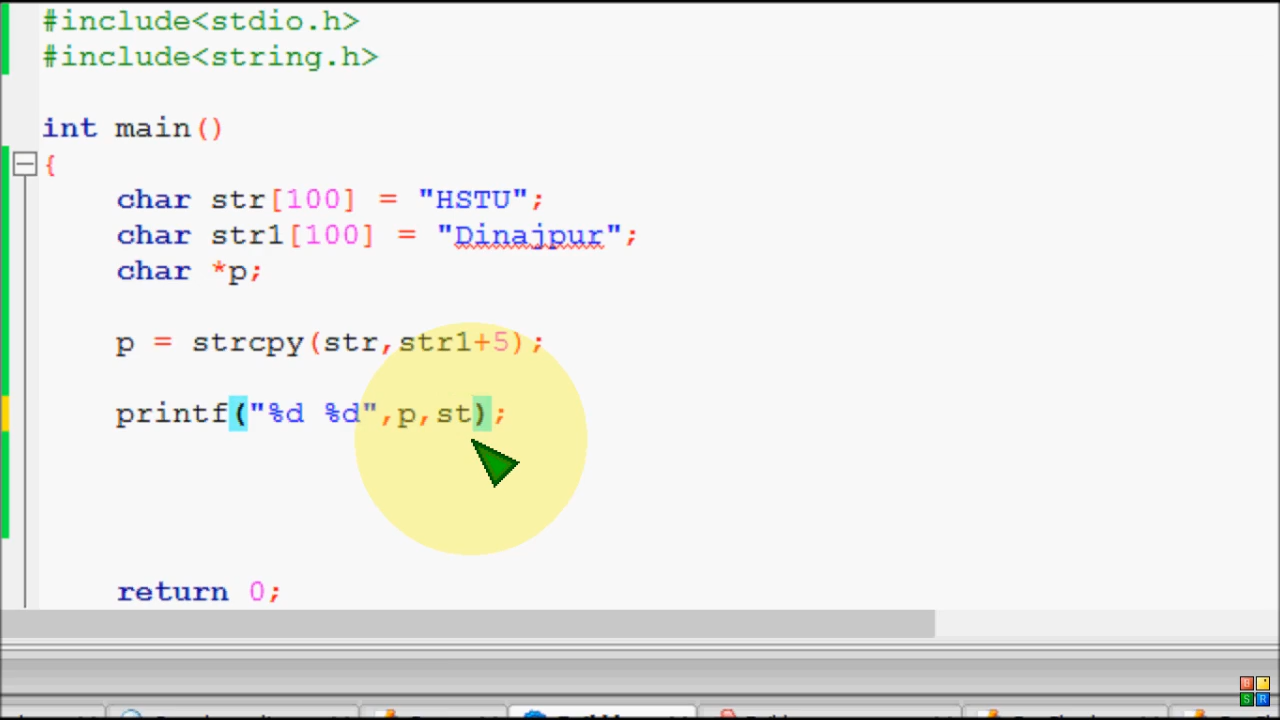 #include<stdio.h>
#include<string.h>
int main()
{
char str[100] = "HSTU";
char str1[100] = "Dinajpur";
char *p;
p = strcpy(str,str1+5);
printf("%d %d",p,st);
return 0;